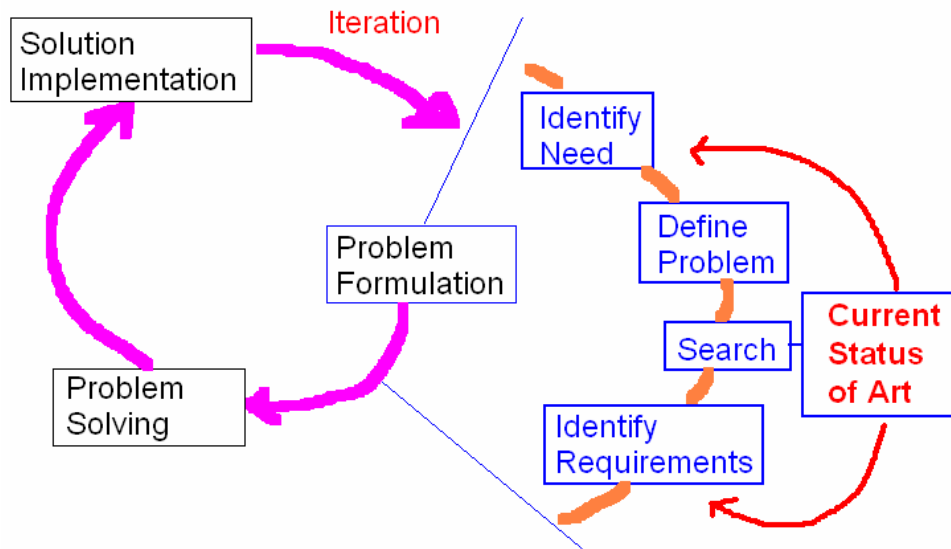 Iteration
Solution
Implementation
Problem
Formulation
Problem
Solving
Identify
Need
Define
Problem
Search
Current
Status
of Art
Identify
Requirements